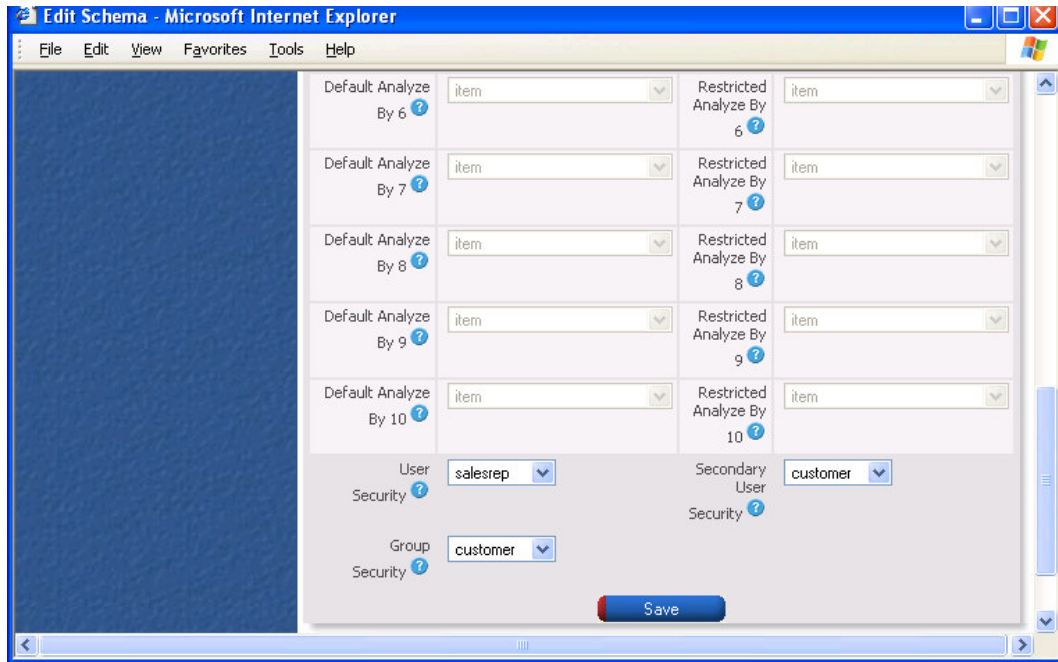 Edit Schema - Microsoft Internet Explorer
File Edit View Favorites Tools Help
Default Analyze
By 6 ?
item
Restricted
Analyze By
6 ?
item
Default Analyze
By 7 ?
item
Restricted
Analyze By
7 ?
item
Default Analyze
By 8 ?
item
Restricted
Analyze By
8 ?
item
Default Analyze
By 9 ?
item
Restricted
Analyze By
9 ?
item
Default Analyze
By 10 ?
item
Restricted
Analyze By
10 ?
item
User
Security ?
salesrep
Secondary
User
Security ?
customer
Group
Security ?
customer
Save